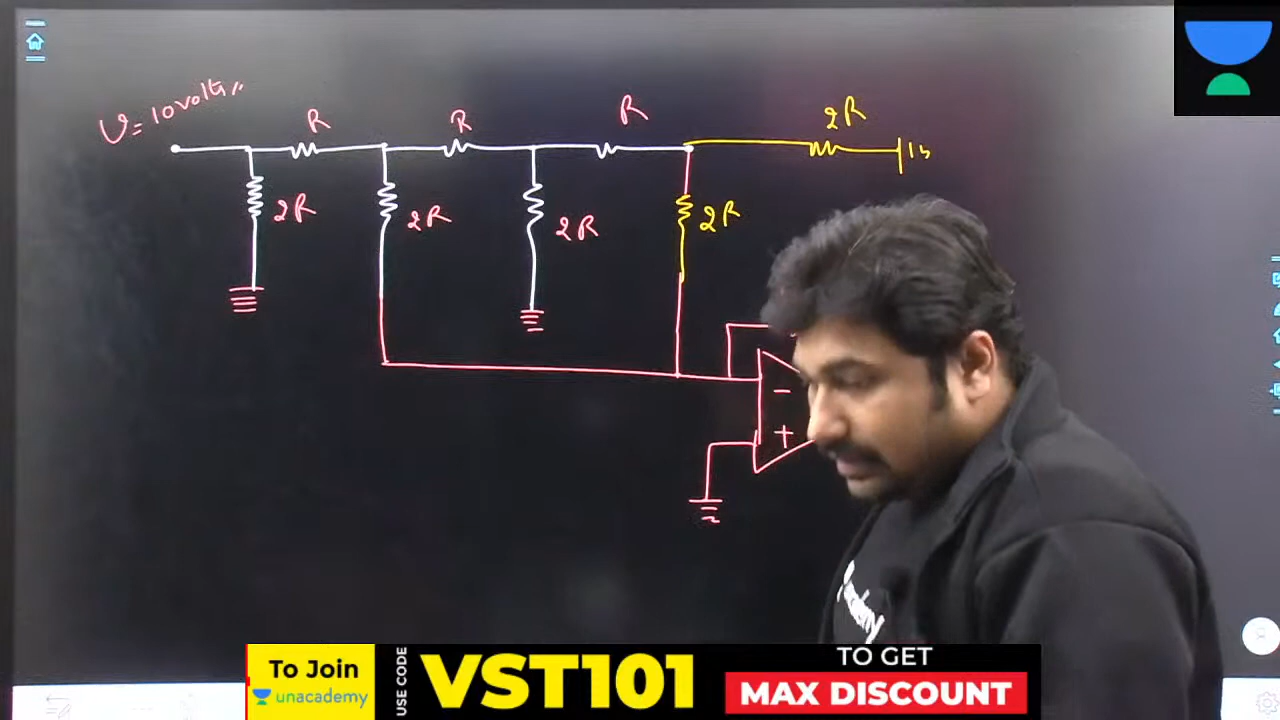 V=10volts,,
R
R
R
2R
2R
2R
2R
2R
-
+
To Join
unacademy
USE CODE
VST101
TO GET
MAX DISCOUNT